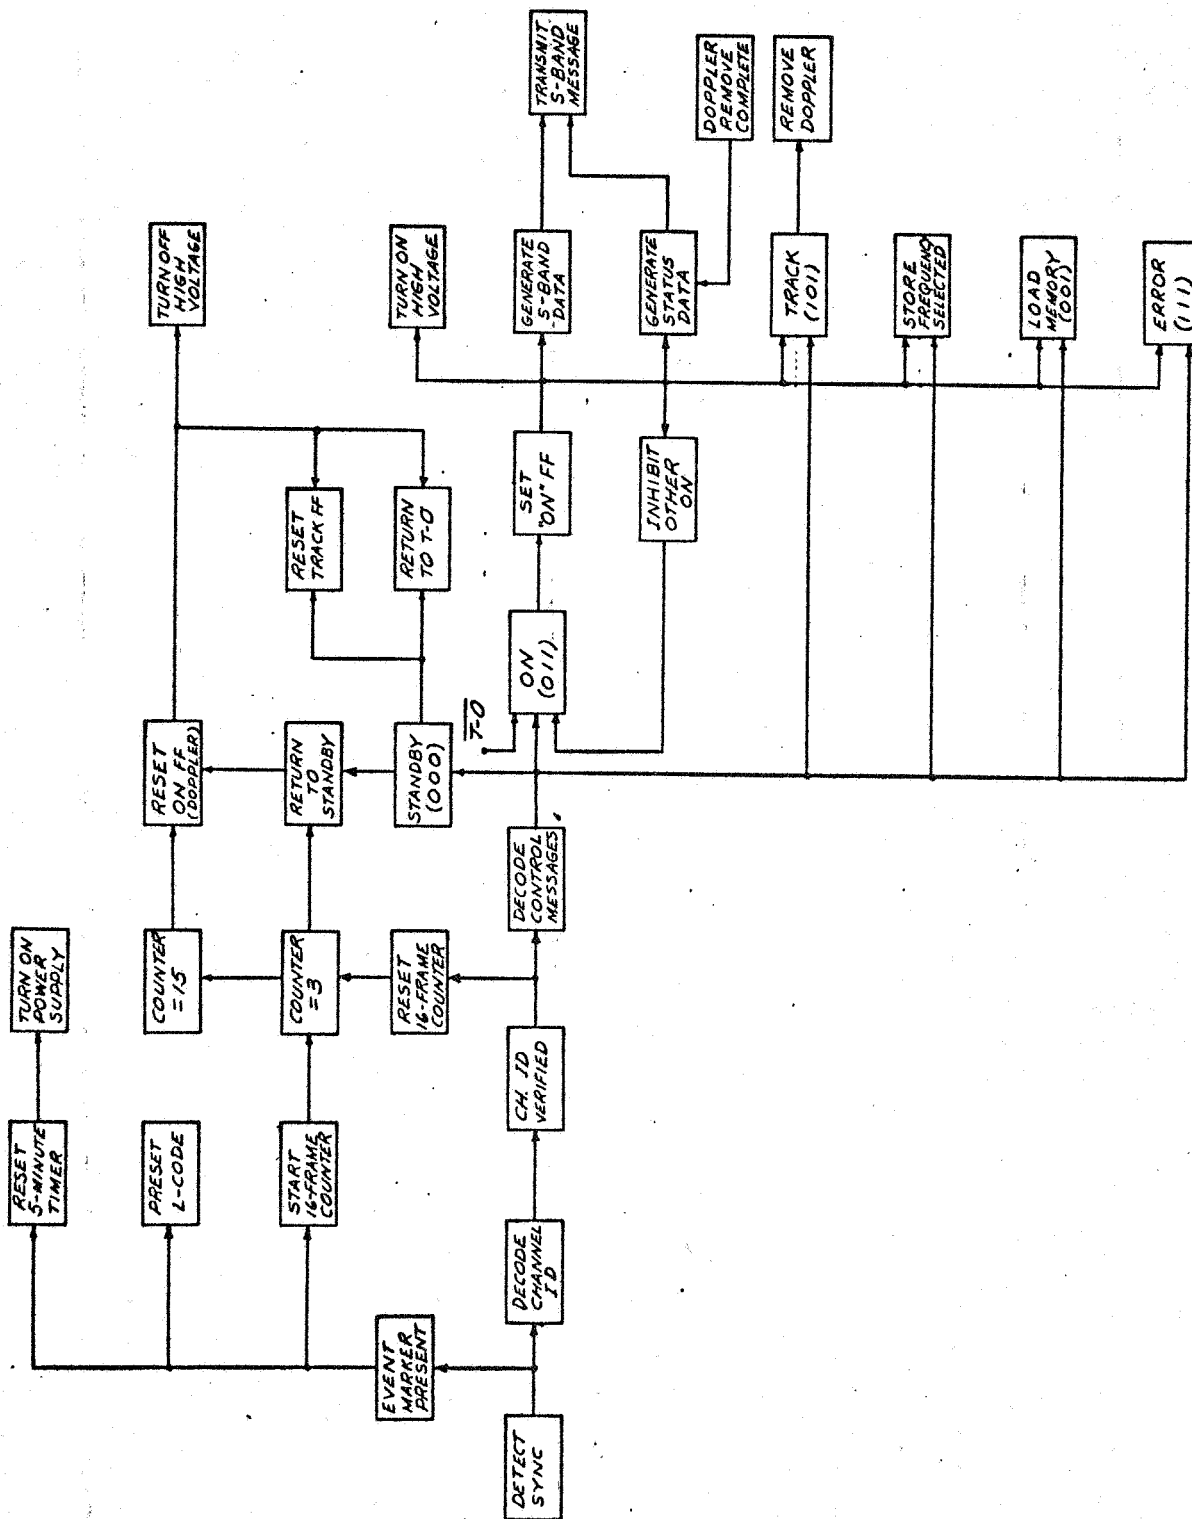 DETECT
SYNC
EVENT
MARKER
PRESENT
DECODE
CHANNEL
ID
RESET
5-MINUTE
TIMER
PRESET
L-CODE
START
16-FRAME
COUNTER
CH. ID
VERIFIED
TURN ON
POWER
SUPPLY
COUNTER
=15
COUNTER
=3
RESET
16-FRAME
COUNTER
DECODE
CONTROL
MESSAGES
RESET
ON FF
(DOPPLER)
RETURN
TO
STANDBY
STANDBY
(000)
T-0
ON
(011)
RESET
TRACK FF
RETURN
TO T-0
SET
"ON" FF
INHIBIT
OTHER
ON
TURN OFF
HIGH
VOLTAGE
TURN ON
HIGH
VOLTAGE
GENERATE
S-BAND
DATA
GENERATE
STATUS
DATA
TRACK
(101)
STORE
FREQUENCY
SELECTED
LOAD
MEMORY
(001)
ERROR
(111)
TRANSMIT
S-BAND
MESSAGE
DOPPLER
REMOVE
COMPLETE
REMOVE
DOPPLER